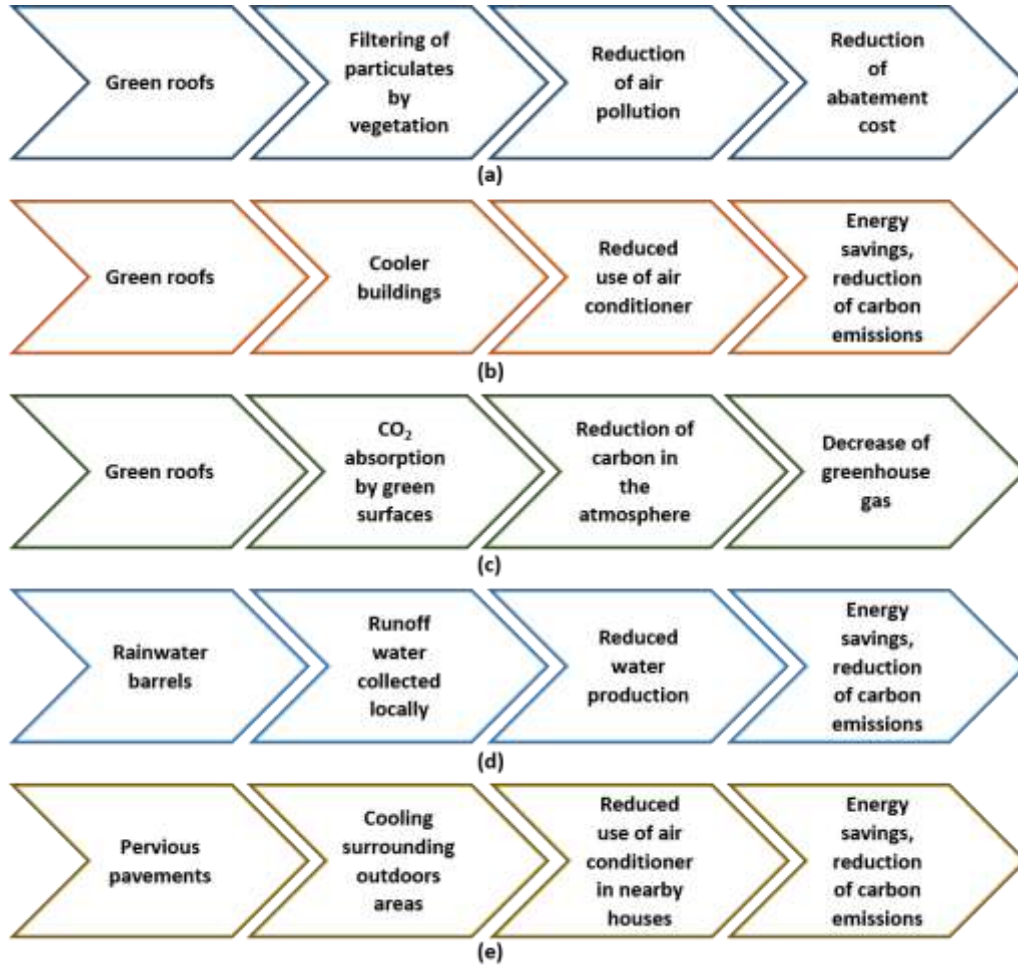 Green roofs
Filtering of
particulates
by
vegetation
Reduction
of air
pollution
Reduction
of
abatement
cost
(a)
Green roofs
Cooler
buildings
Reduced
use of air
conditioner
Energy
savings,
reduction
of carbon
emissions
(b)
Green roofs
CO₂
absorption
by green
surfaces
Reduction of
carbon in
the
atmosphere
Decrease of
greenhouse
gas
(c)
Rainwater
barrels
Runoff
water
collected
locally
Reduced
water
production
Energy
savings,
reduction
of carbon
emissions
(d)
Pervious
pavements
Cooling
surrounding
outdoors
areas
Reduced
use of air
conditioner
in nearby
houses
Energy
savings,
reduction
of carbon
emissions
(e)